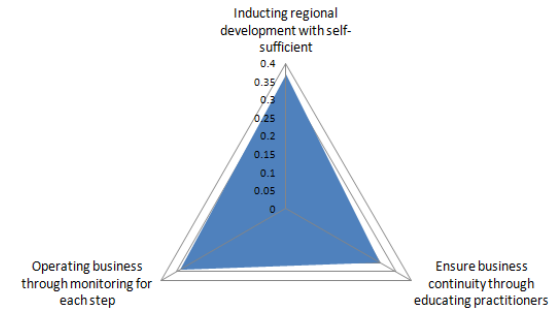 Inducting regional
development with self-
sufficient
0.4
0.35
0.3
0.25
0.2
0.15
0.1
0.05
0
Operating business
through monitoring for
each step
Ensure business
continuity through
educating practitioners